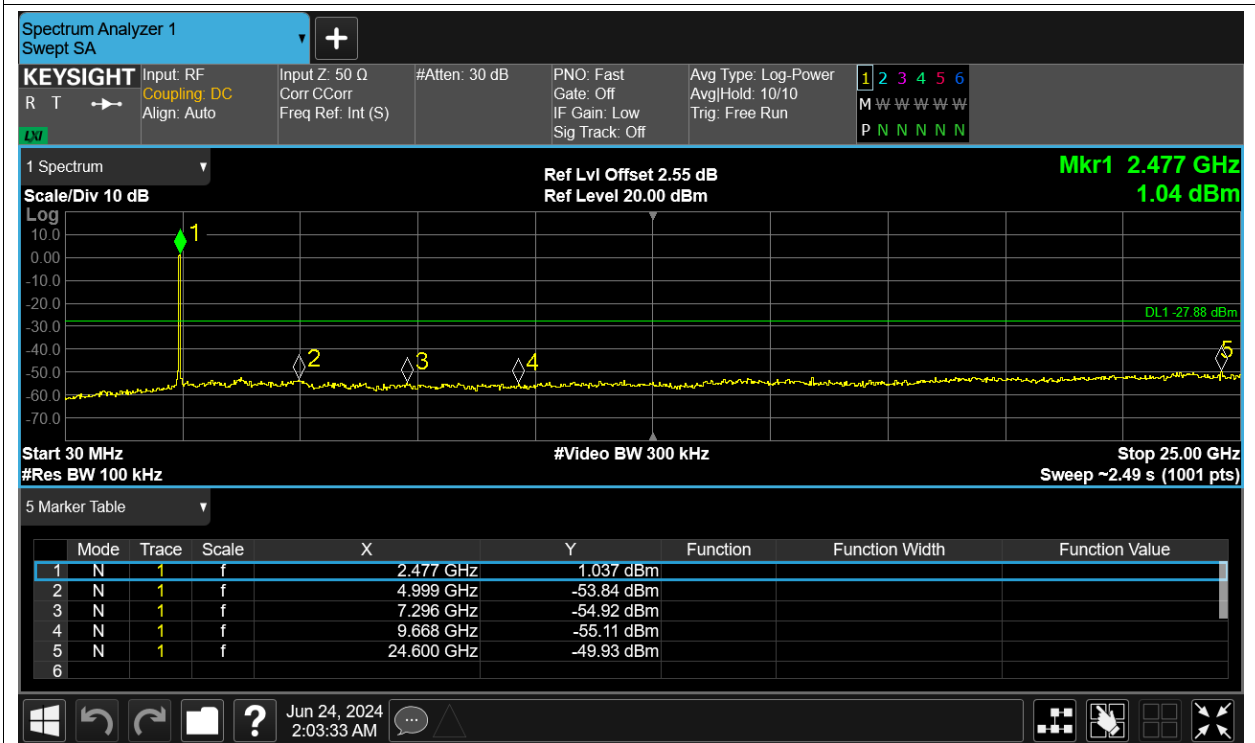 Spectrum Analyzer 1
Swept SA
KEYSIGHT
R T
LXI
Input: RF
Coupling: DC
Align: Auto
Input Z: 50 Ω
Corr CCorr
Freq Ref: Int (S)
#Atten: 30 dB
PNO: Fast
Gate: Off
IF Gain: Low
Sig Track: Off
Avg Type: Log-Power
Avg|Hold: 10/10
Trig: Free Run
1 2 3 4 5 6
M W W W W W
P N N N N N
1 Spectrum
Scale/Div 10 dB
Ref Lvl Offset 2.55 dB
Ref Level 20.00 dBm
Mkr1 2.477 GHz
1.04 dBm
Log
10.0
0.00
-10.0
-20.0
-30.0
-40.0
-50.0
-60.0
-70.0
1
2
3
4
5
DL1 -27.88 dBm
Start 30 MHz
#Video BW 300 kHz
Stop 25.00 GHz
#Res BW 100 kHz
Sweep ~2.49 s (1001 pts)
5 Marker Table
Mode Trace Scale X Y Function Function Width Function Value
1 N 1 f 2.477 GHz 1.037 dBm
2 N 1 f 4.999 GHz -53.84 dBm
3 N 1 f 7.296 GHz -54.92 dBm
4 N 1 f 9.668 GHz -55.11 dBm
5 N 1 f 24.600 GHz -49.93 dBm
6
?
Jun 24, 2024
2:03:33 AM